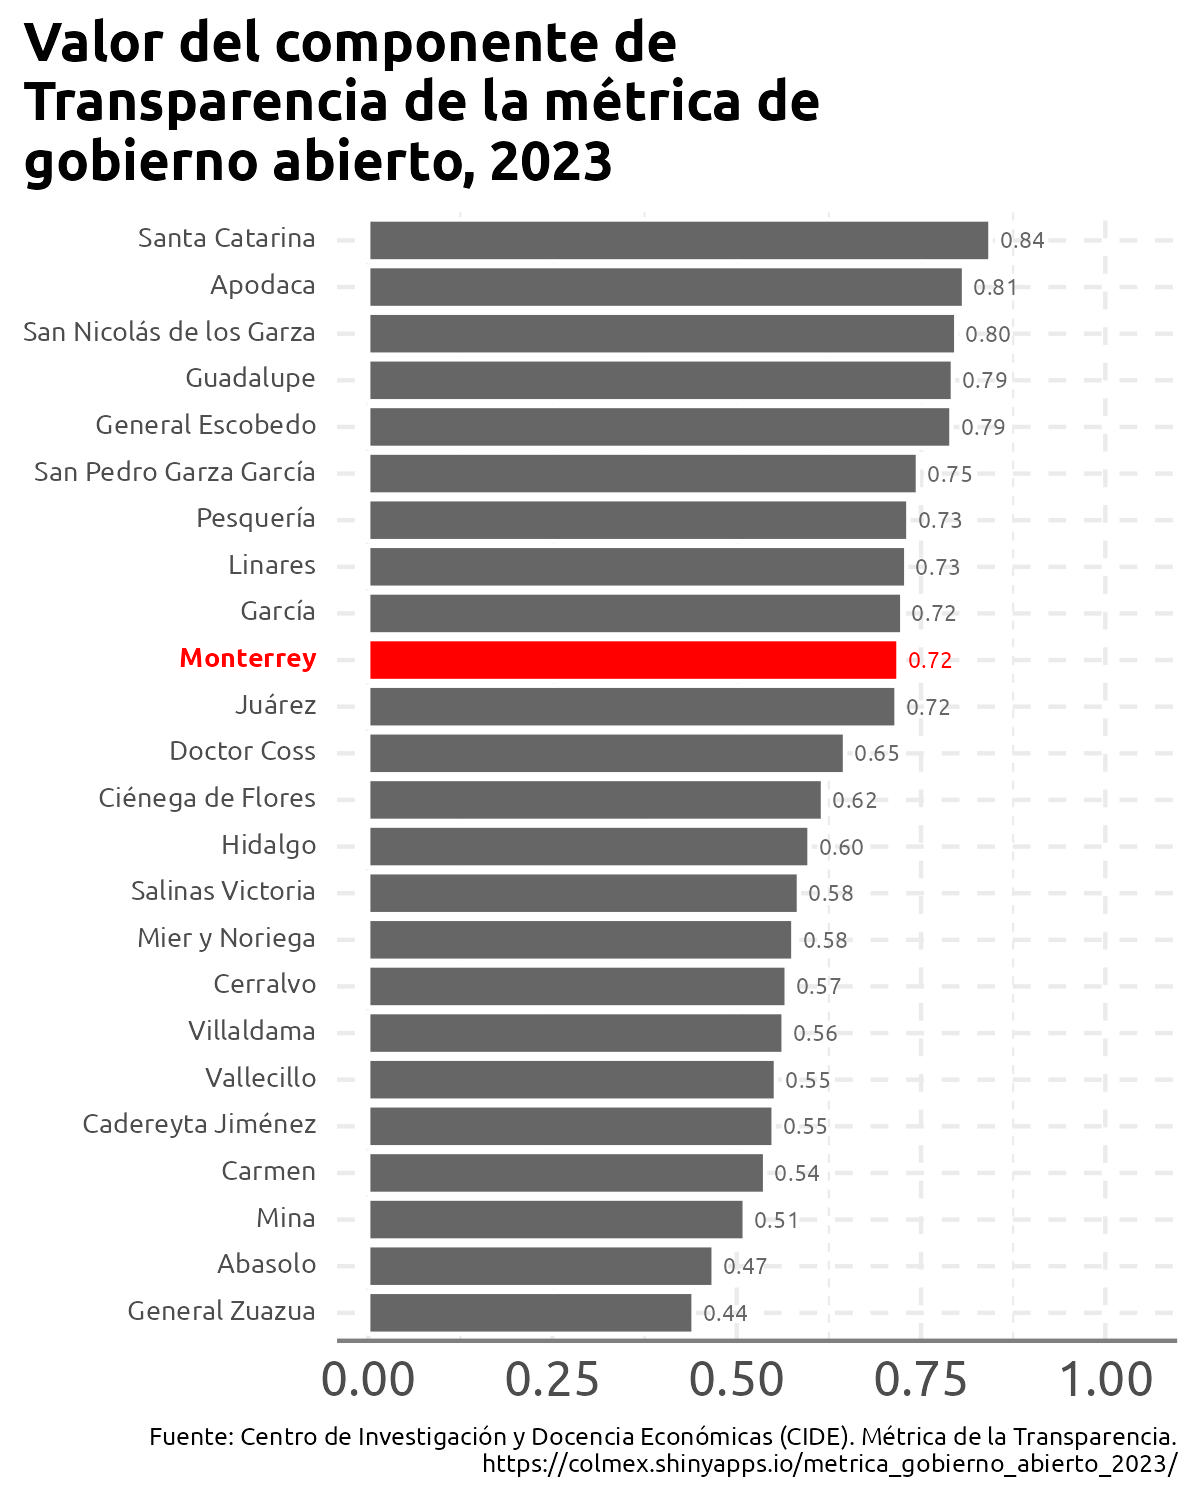 Valor del componente de
Transparencia de la métrica de
gobierno abierto, 2023
Santa Catarina 0.84
Apodaca 0.81
San Nicolás de los Garza 0.80
Guadalupe 0.79
General Escobedo 0.79
San Pedro Garza García 0.75
Pesquería 0.73
Linares 0.73
García 0.72
Monterrey 0.72
Juárez 0.72
Doctor Coss 0.65
Ciénega de Flores 0.62
Hidalgo 0.60
Salinas Victoria 0.58
Mier y Noriega 0.58
Cerralvo 0.57
Villaldama 0.56
Vallecillo 0.55
Cadereyta Jiménez 0.55
Carmen 0.54
Mina 0.51
Abasolo 0.47
General Zuazua 0.44
0.00 0.25 0.50 0.75 1.00
Fuente: Centro de Investigación y Docencia Económicas (CIDE). Métrica de la Transparencia.
https://colmex.shinyapps.io/metrica_gobierno_abierto_2023/